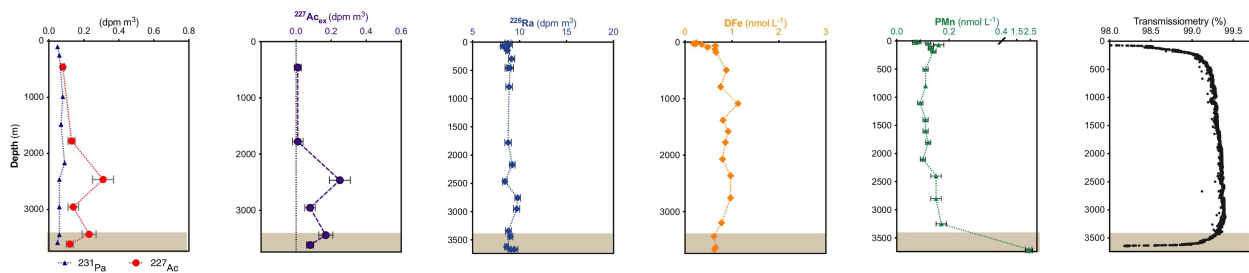 (dpm m³)
0.0 0.2 0.4 0.6 0.8
0
1000
2000
3000
Depth (m)
²³¹Pa ²²⁷Ac
²²⁷Acₑₓ (dpm m³)
0.0 0.2 0.4 0.6
0
1000
2000
3000
²²⁶Ra (dpm m³)
5 10 15 20
0
500
1000
1500
2000
2500
3000
3500
DFe (nmol L⁻¹)
0 1 2 3
0
1000
2000
3000
PMn (nmol L⁻¹)
0.0 0.2 0.4 1.52.5
0
500
1000
1500
2000
2500
3000
3500
Transmissiometry (%)
98.0 98.5 99.0 99.5
0
500
1000
1500
2000
2500
3000
3500